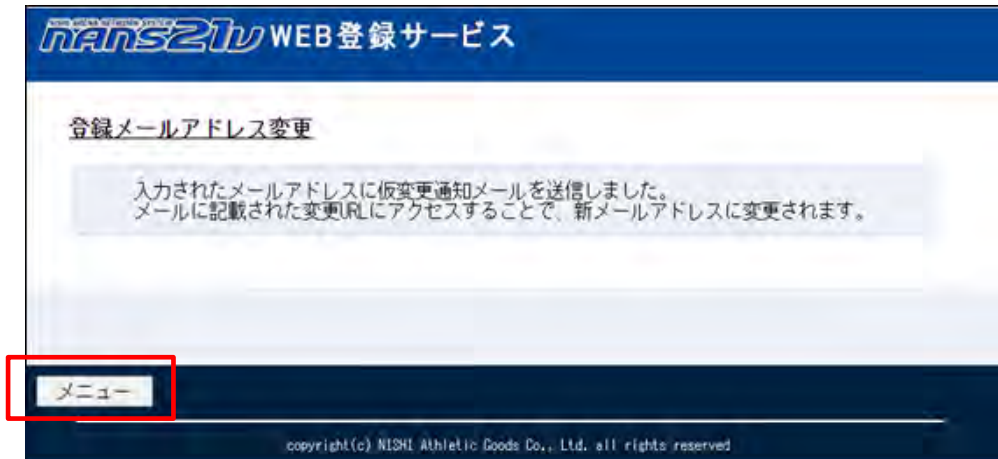 NISHI ARENA NETWORK SYSTEM
nANS21V WEB登録サービス
登録メールアドレス変更
入力されたメールアドレスに仮変更通知メールを送信しました。
メールに記載された変更URLにアクセスすることで、新メールアドレスに変更されます。
メニュー
copyright(c) NISHI Athletic Goods Co., Ltd. all rights reserved